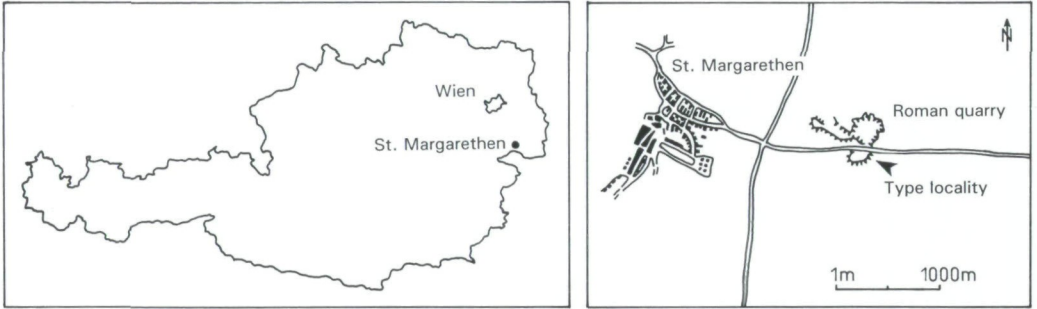 Wien
St. Margarethen
St. Margarethen
N
Roman quarry
Type locality
1m 1000m